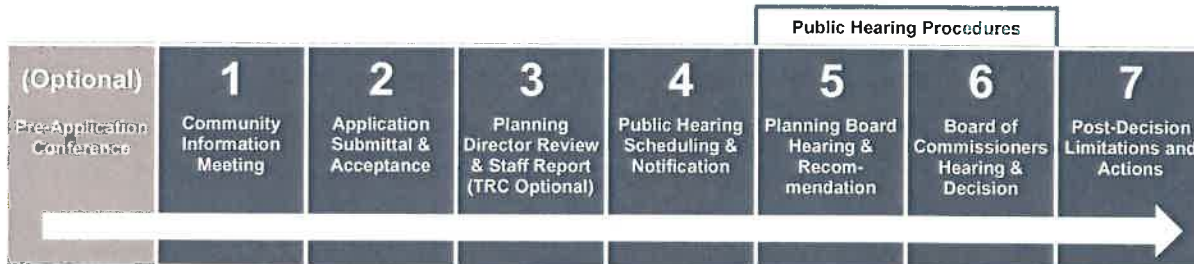 Public Hearing Procedures
(Optional)
Pre-Application
Conference
1
Community
Information
Meeting
2
Application
Submittal &
Acceptance
3
Planning
Director Review
& Staff Report
(TRC Optional)
4
Public Hearing
Scheduling &
Notification
5
Planning Board
Hearing &
Recom-
mendation
6
Board of
Commissioners
Hearing &
Decision
7
Post-Decision
Limitations and
Actions